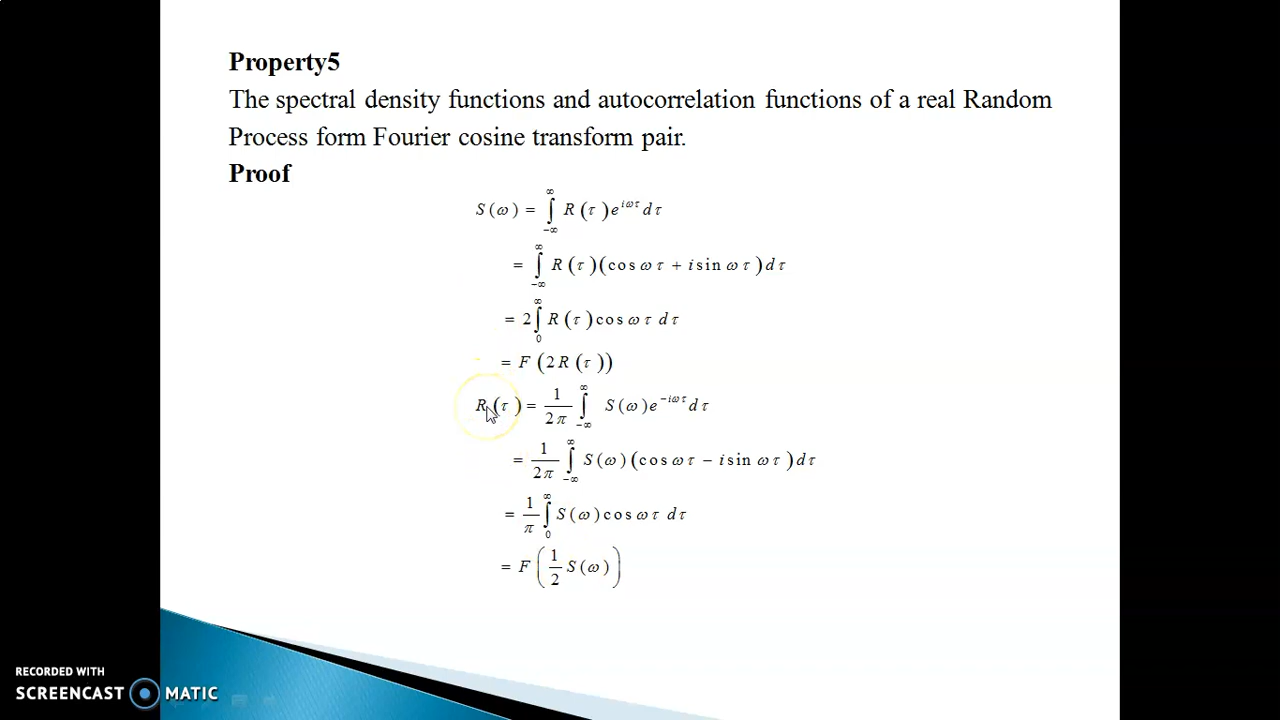 Property5
The spectral density functions and autocorrelation functions of a real Random
Process form Fourier cosine transform pair.
Proof
S(ω) = ∫_{-∞}^{∞} R(τ)e^{iωτ}dτ
= ∫_{-∞}^{∞} R(τ)(cos ωτ + i sin ωτ)dτ
= 2∫_{0}^{∞} R(τ)cos ωτ dτ
= F(2R(τ))
R(τ) = 1/2π ∫_{-∞}^{∞} S(ω)e^{-iωτ}dτ
= 1/2π ∫_{-∞}^{∞} S(ω)(cos ωτ − i sin ωτ)dτ
= 1/π ∫_{0}^{∞} S(ω)cos ωτ dτ
= F(1/2 S(ω))
RECORDED WITH
SCREENCAST MATIC